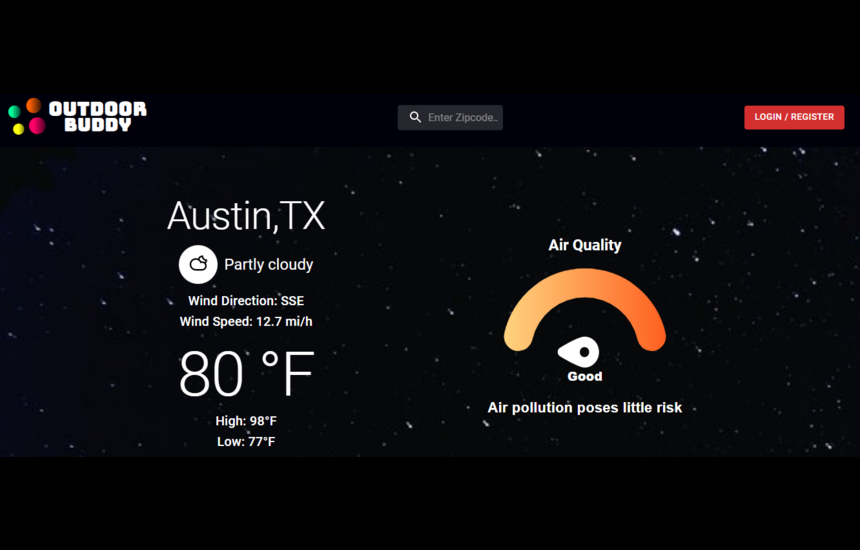 OUTDOOR
BUDDY
Enter Zipcode..
LOGIN / REGISTER
Austin,TX
Partly cloudy
Wind Direction: SSE
Wind Speed: 12.7 mi/h
80 °F
High: 98°F
Low: 77°F
Air Quality
Good
Air pollution poses little risk